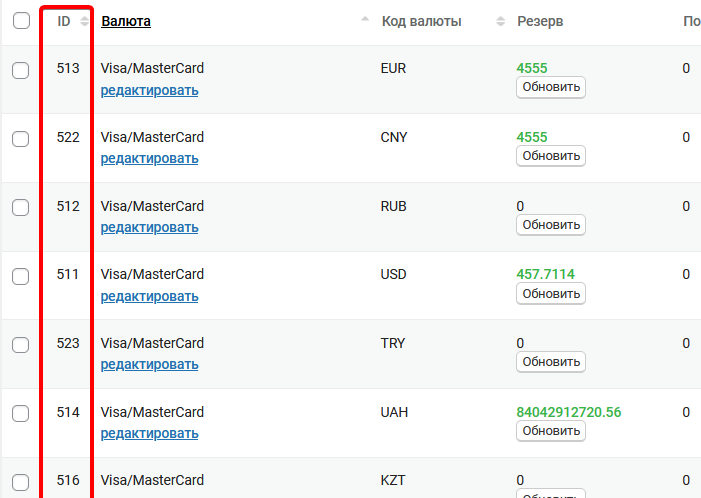 ID Валюта Код валюты Резерв По
513 Visa/MasterCard EUR 4555 0
редактировать Обновить
522 Visa/MasterCard CNY 4555 0
редактировать Обновить
512 Visa/MasterCard RUB 0 0
редактировать Обновить
511 Visa/MasterCard USD 457.7114 0
редактировать Обновить
523 Visa/MasterCard TRY 0 0
редактировать Обновить
514 Visa/MasterCard UAH 84042912720.56 0
редактировать Обновить
516 Visa/MasterCard KZT 0 0